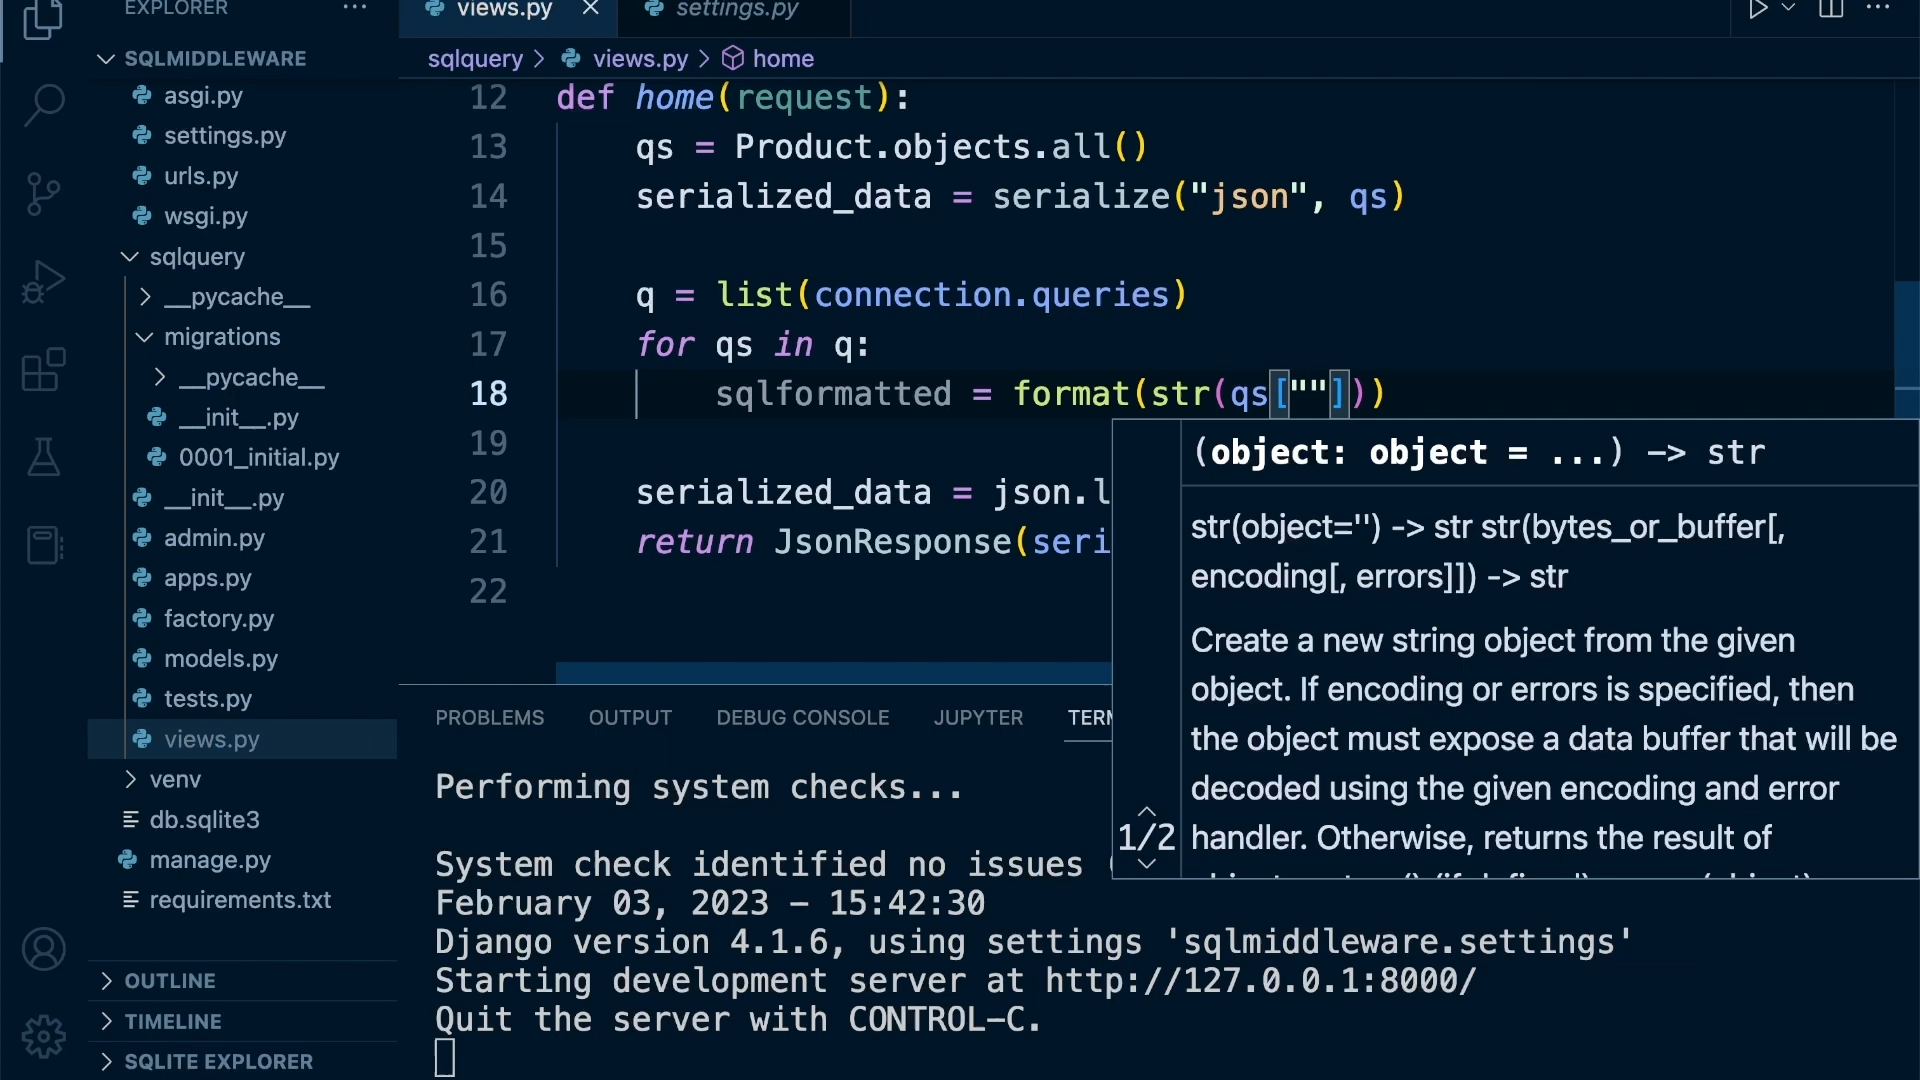 EXPLORER
SQLMIDDLEWARE
asgi.py
settings.py
urls.py
wsgi.py
sqlquery
__pycache__
migrations
__pycache__
__init__.py
0001_initial.py
__init__.py
admin.py
apps.py
factory.py
models.py
tests.py
views.py
venv
db.sqlite3
manage.py
requirements.txt
OUTLINE
TIMELINE
SQLITE EXPLORER
views.py
settings.py
sqlquery > views.py > home
12 def home(request):
13 qs = Product.objects.all()
14 serialized_data = serialize("json", qs)
15
16 q = list(connection.queries)
17 for qs in q:
18 sqlformatted = format(str(qs[""]))
19
20 serialized_data = json.l
21 return JsonResponse(seri
22
(object: object = ...) -> str
str(object='') -> str str(bytes_or_buffer[,
encoding[, errors]]) -> str
Create a new string object from the given
object. If encoding or errors is specified, then
the object must expose a data buffer that will be
decoded using the given encoding and error
handler. Otherwise, returns the result of
1/2
PROBLEMS OUTPUT DEBUG CONSOLE JUPYTER TERM
Performing system checks...
System check identified no issues
February 03, 2023 - 15:42:30
Django version 4.1.6, using settings 'sqlmiddleware.settings'
Starting development server at http://127.0.0.1:8000/
Quit the server with CONTROL-C.